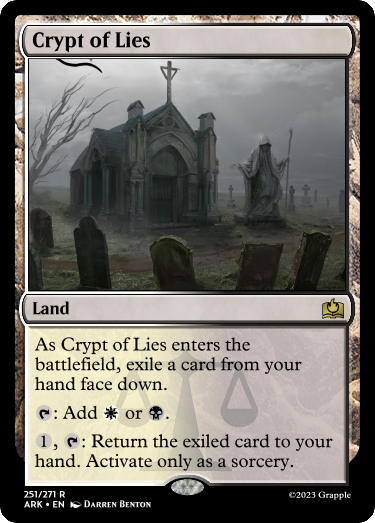 Crypt of Lies
Land
As Crypt of Lies enters the
battlefield, exile a card from your
hand face down.
: Add or .
1, : Return the exiled card to your
hand. Activate only as a sorcery.
251/271 R
ARK • EN DARREN BENTON
©2023 Grapple